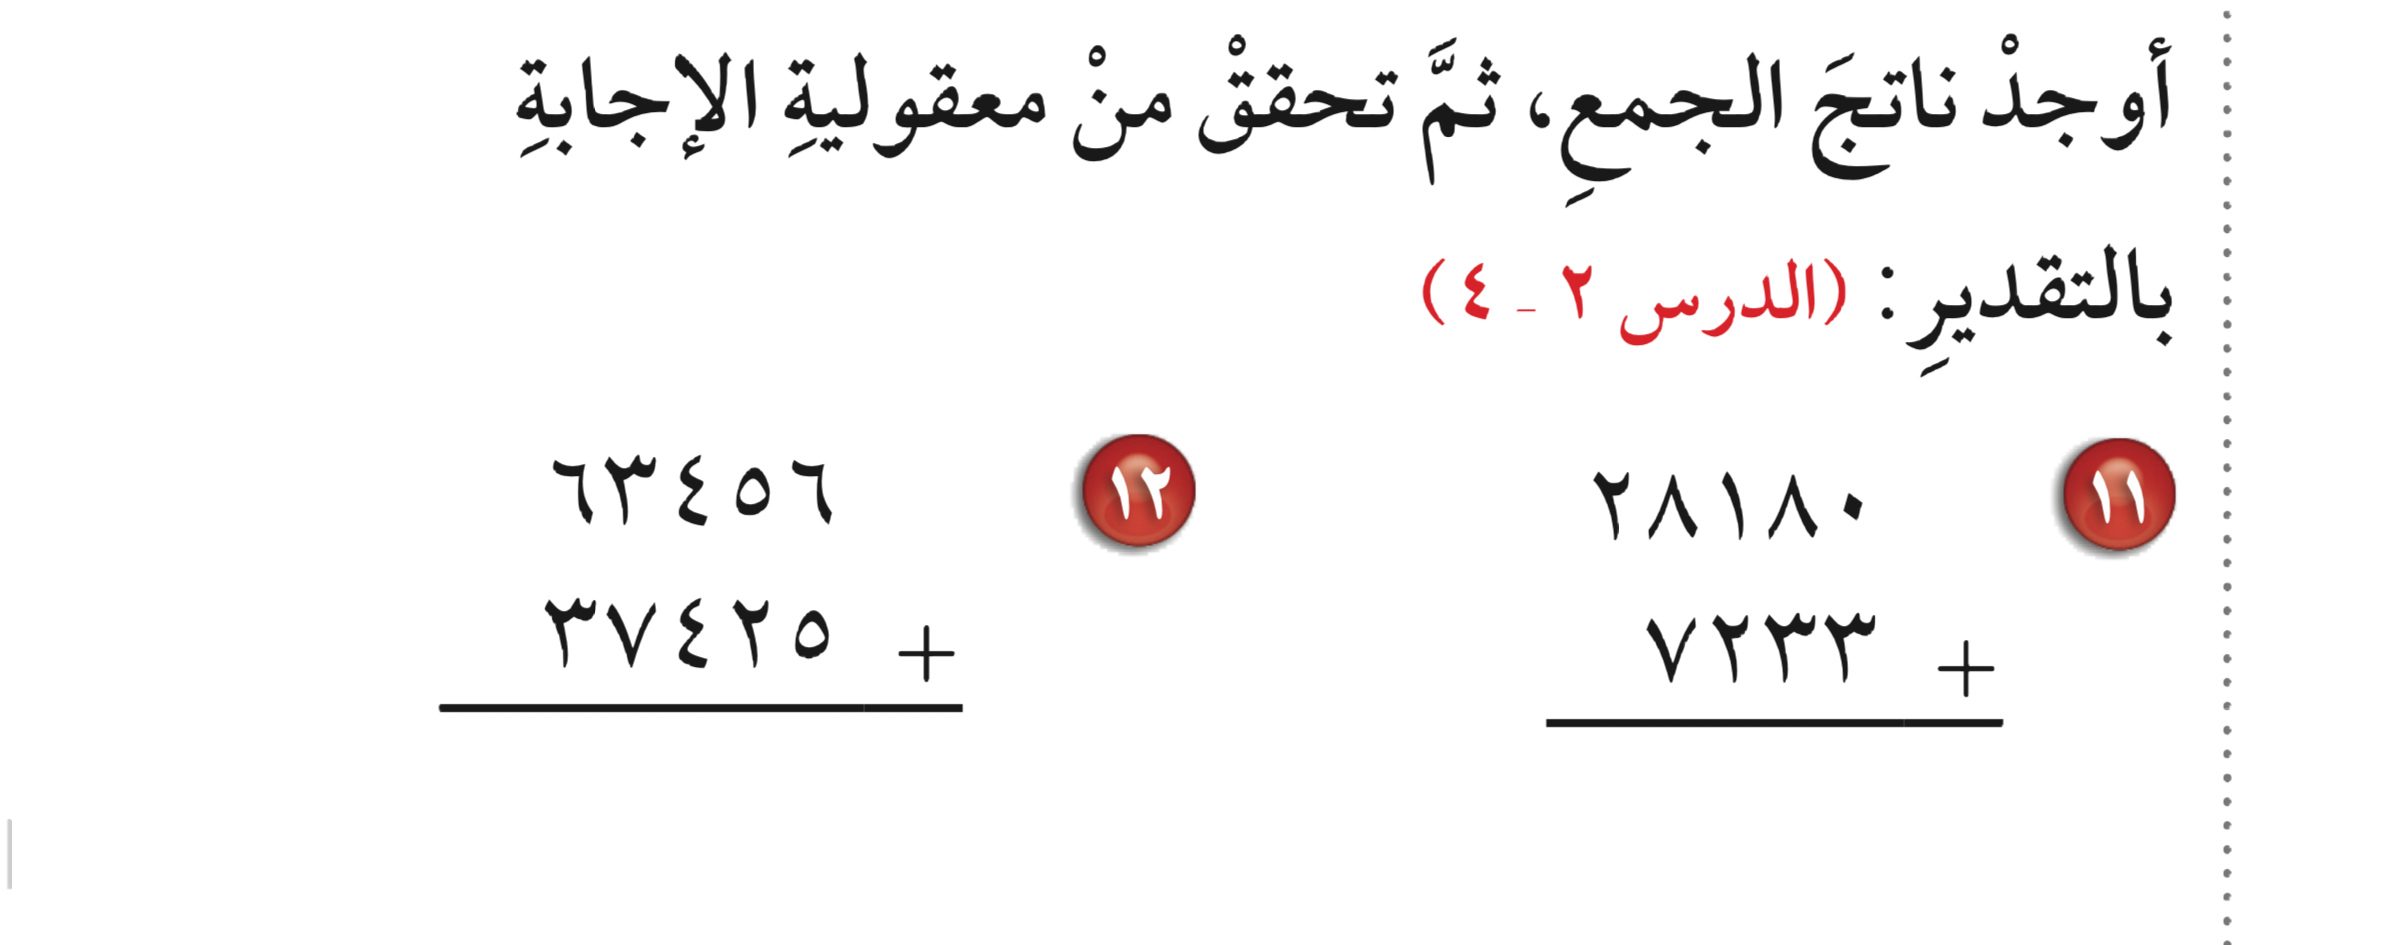 أوجدْ ناتجَ الجمعِ، ثمَّ تحققْ منْ معقوليةِ الإجابةِ
بالتقديرِ: (الدرس ٢ - ٤)
١١ ٢٨١٨٠
+ ٧٢٣٣
١٢ ٦٣٤٥٦
+ ٣٧٤٢٥